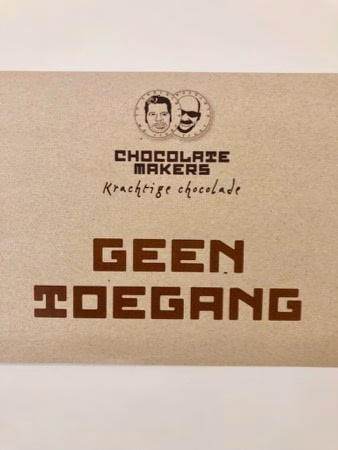 CHOCOLATE
MAKERS
Krachtige chocolade
GEEN
TOEGANG